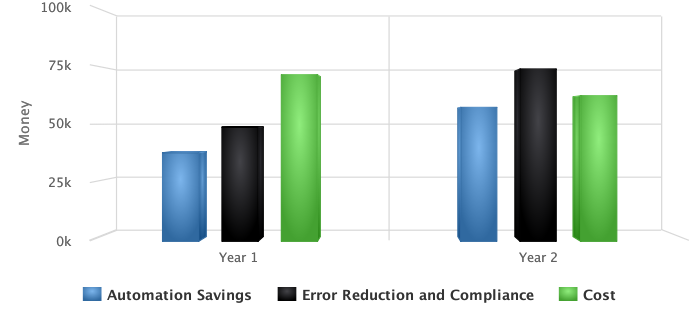 100k
75k
50k
25k
0k
Money
Year 1
Year 2
Automation Savings
Error Reduction and Compliance
Cost